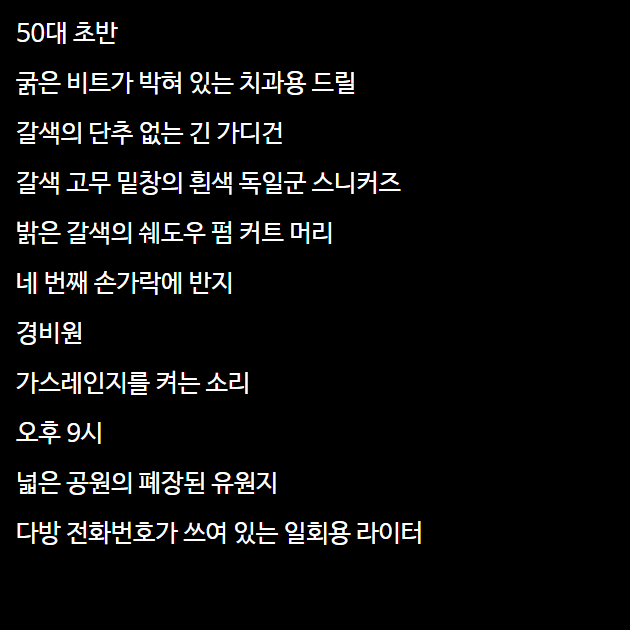 50대 초반
굵은 비트가 박혀 있는 치과용 드릴
갈색의 단추 없는 긴 가디건
갈색 고무 밑창의 흰색 독일군 스니커즈
밝은 갈색의 쉐도우 펌 커트 머리
네 번째 손가락에 반지
경비원
가스레인지를 켜는 소리
오후 9시
넓은 공원의 폐장된 유원지
다방 전화번호가 쓰여 있는 일회용 라이터